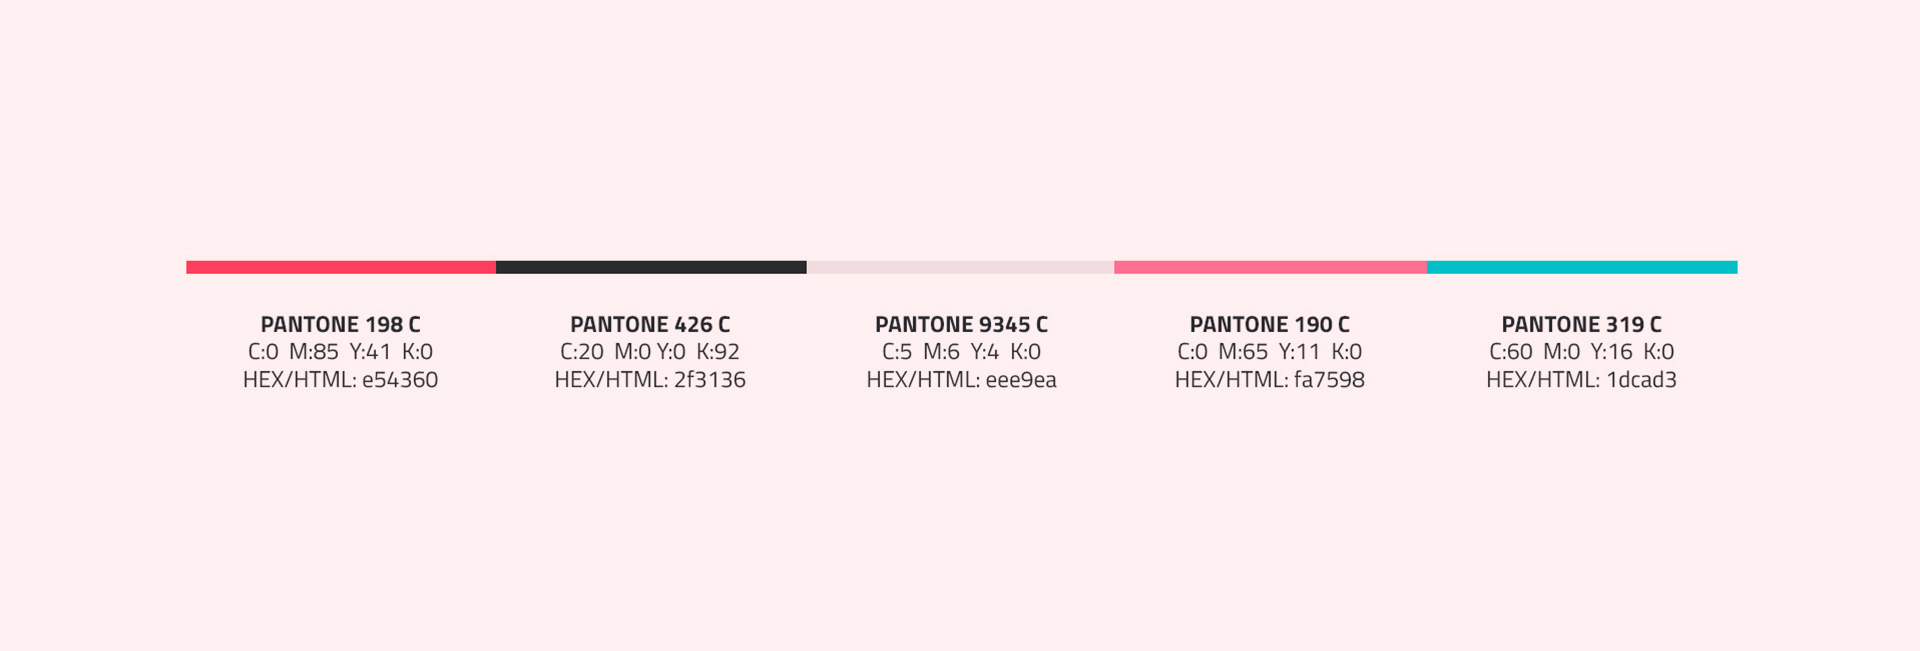 PANTONE 198 C
C:0 M:85 Y:41 K:0
HEX/HTML: e54360
PANTONE 426 C
C:20 M:0 Y:0 K:92
HEX/HTML: 2f3136
PANTONE 9345 C
C:5 M:6 Y:4 K:0
HEX/HTML: eee9ea
PANTONE 190 C
C:0 M:65 Y:11 K:0
HEX/HTML: fa7598
PANTONE 319 C
C:60 M:0 Y:16 K:0
HEX/HTML: 1dcad3